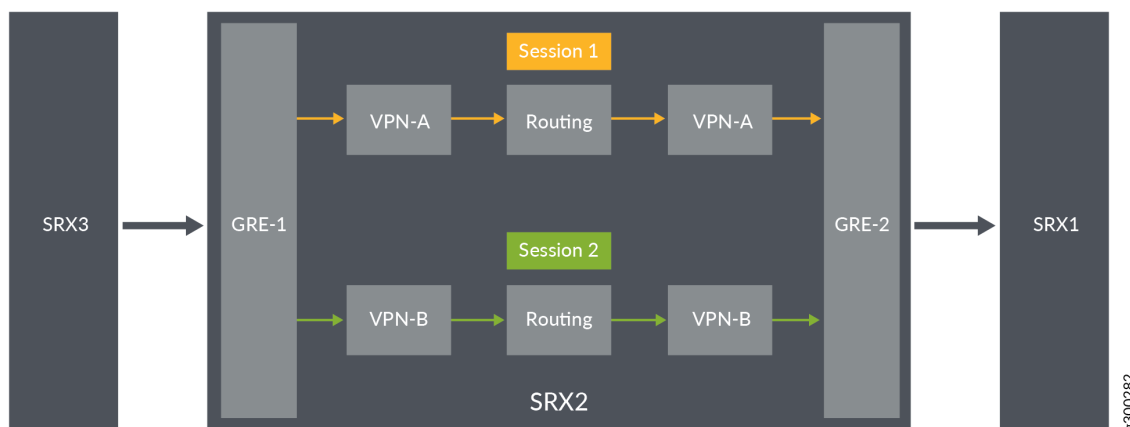 Session 1
VPN-A
Routing
VPN-A
SRX3
GRE-1
GRE-2
SRX1
Session 2
VPN-B
Routing
VPN-B
SRX2